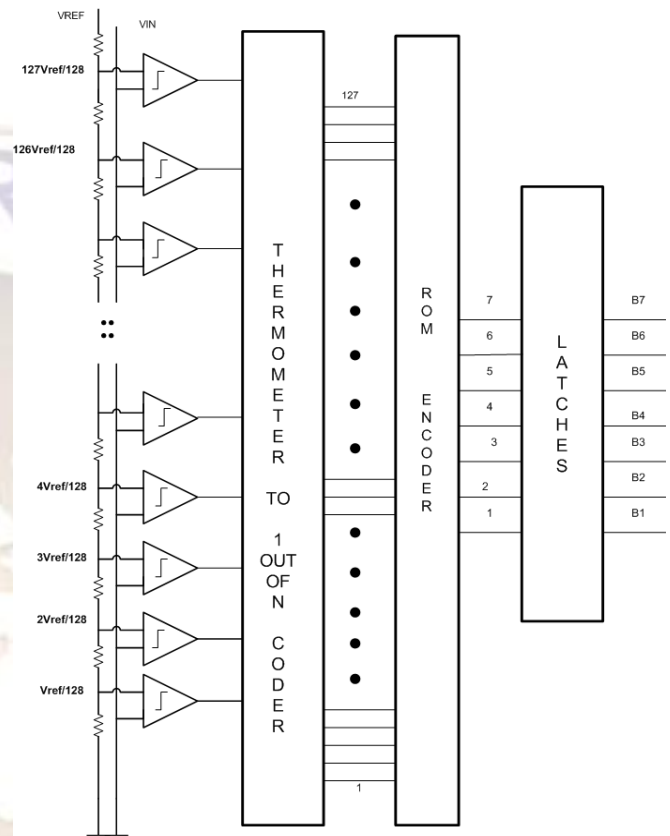 VREF
VIN
127Vref/128
126Vref/128
4Vref/128
3Vref/128
2Vref/128
Vref/128
THERMOMETER
TO
1
OUT
OF
N
CODER
127
1
ROM
ENCODER
7
6
5
4
3
2
1
LATCHES
B7
B6
B5
B4
B3
B2
B1